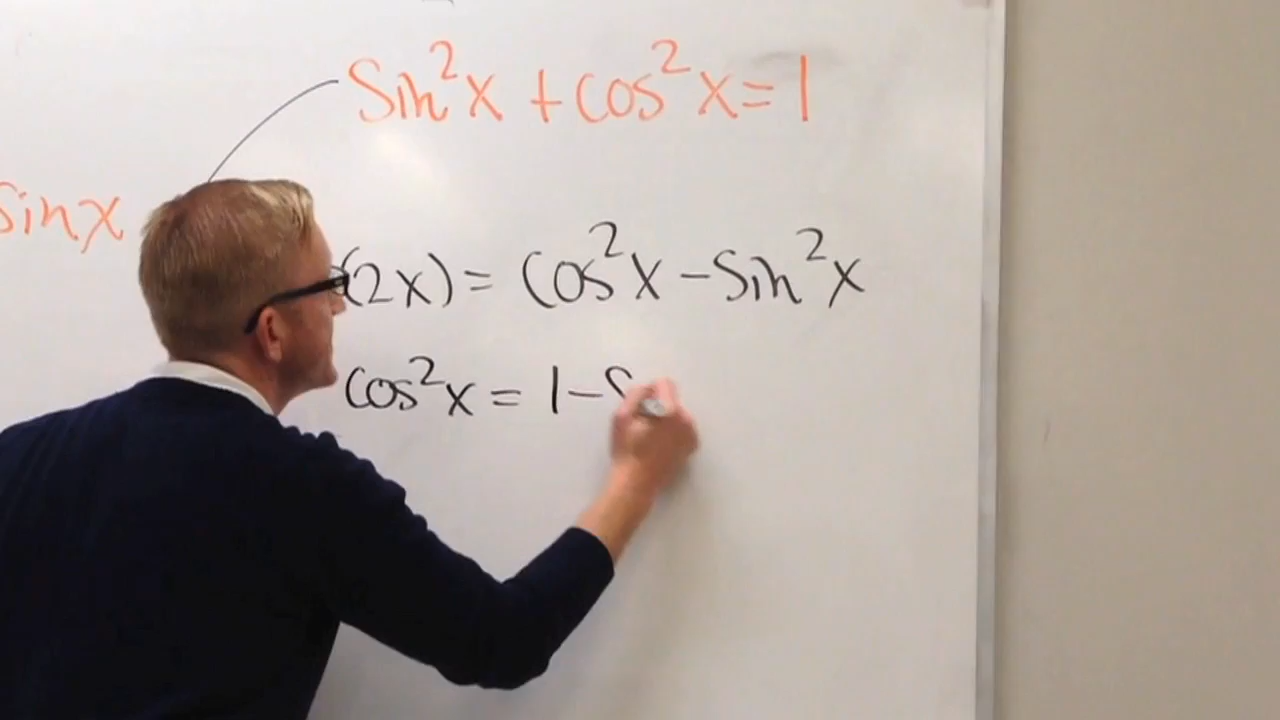 Sin²x + cos²x = 1
sinx
(2x) = Cos²x - Sin²x
cos²x = 1 - S